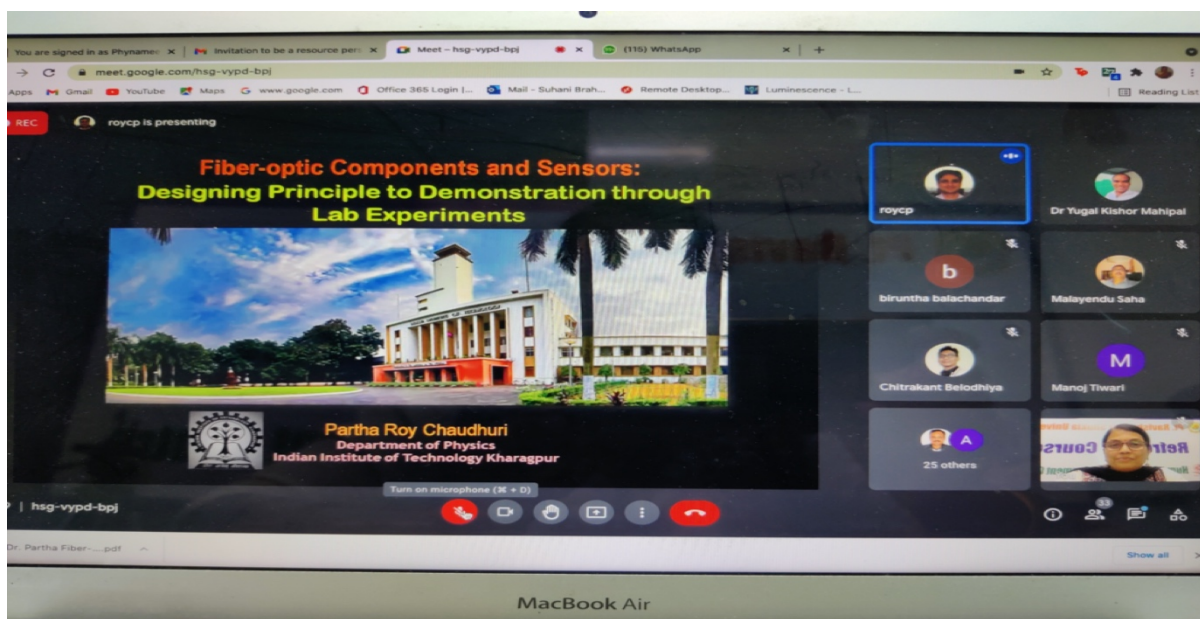 You are signed in as Phyname
Invitation to be a resource pers
Meet – hsg-vypd-bpj
(115) WhatsApp
meet.google.com/hsg-vypd-bpj
Apps
Gmail
YouTube
Maps
www.google.com
Office 365 Login |...
Mail - Suhani Brah...
Remote Desktop...
Luminescence - L...
Reading List
REC
roycp is presenting
Fiber-optic Components and Sensors:
Designing Principle to Demonstration through
Lab Experiments
Partha Roy Chaudhuri
Department of Physics
Indian Institute of Technology Kharagpur
roycp
Dr Yugal Kishor Mahipal
b
biruntha balachandar
Malayendu Saha
Chitrakant Belodhiya
M
Manoj Tiwari
A
25 others
Turn on microphone (⌘ + D)
| hsg-vypd-bpj
33
Dr. Partha Fiber-....pdf
Show all
MacBook Air